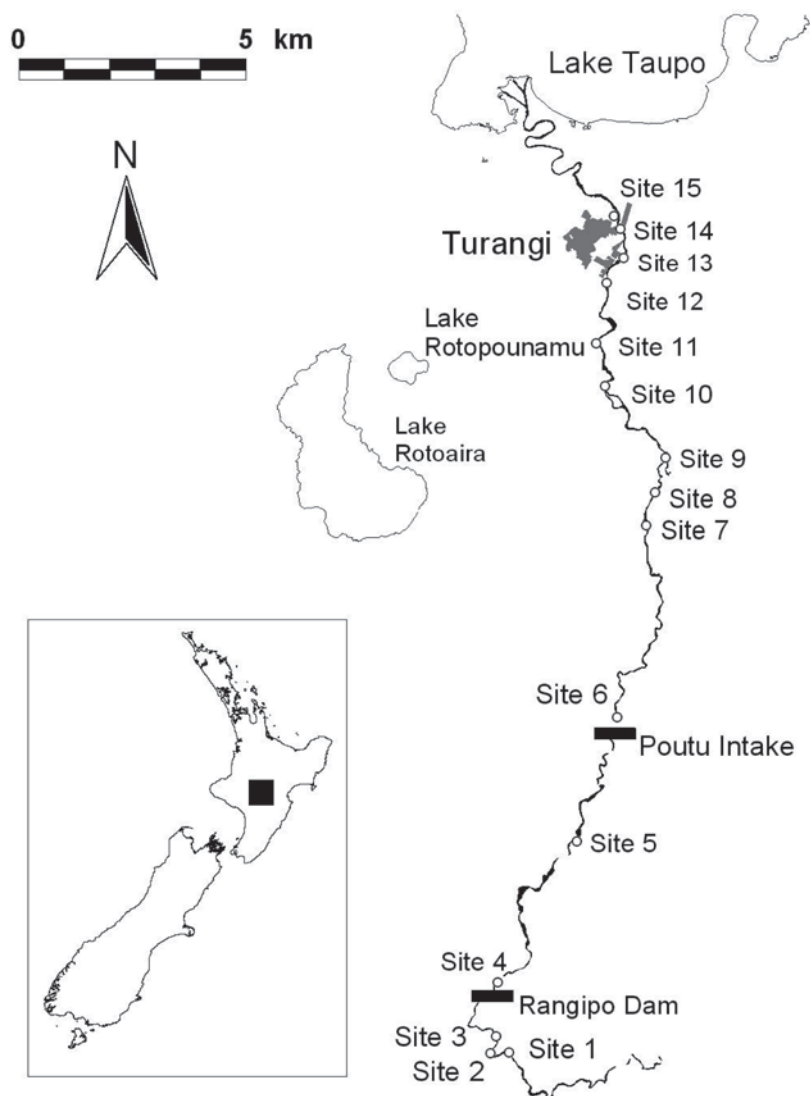 0 5 km
Lake Taupo
N
Site 15
Turangi
Site 14
Site 13
Site 12
Lake
Rotopounamu
Site 11
Site 10
Lake
Rotoaira
Site 9
Site 8
Site 7
Site 6
Poutu Intake
Site 5
Site 4
Rangipo Dam
Site 3
Site 2
Site 1